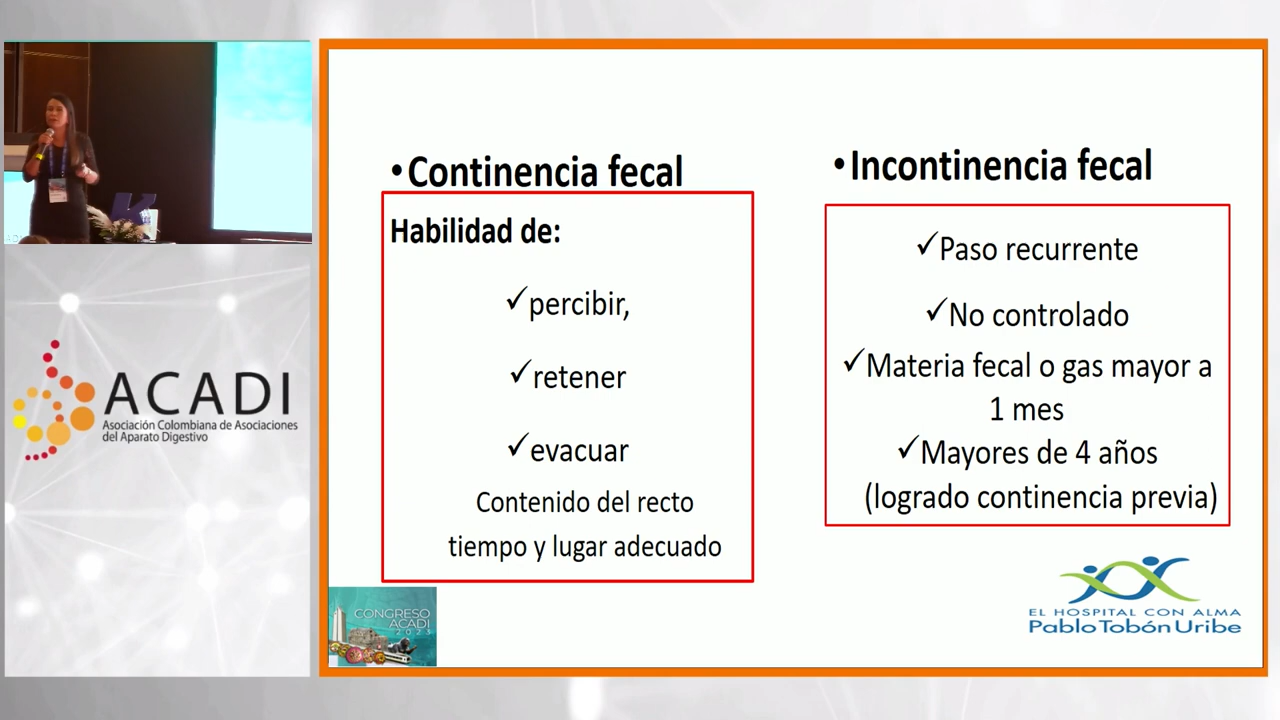 •Continencia fecal
Habilidad de:
✓percibir,
✓retener
✓evacuar
Contenido del recto
tiempo y lugar adecuado
•Incontinencia fecal
✓Paso recurrente
✓No controlado
✓Materia fecal o gas mayor a
1 mes
✓Mayores de 4 años
(logrado continencia previa)
ACADI
Asociación Colombiana de Asociaciones
del Aparato Digestivo
CONGRESO
ACADI
2023
EL HOSPITAL CON ALMA
Pablo Tobón Uribe